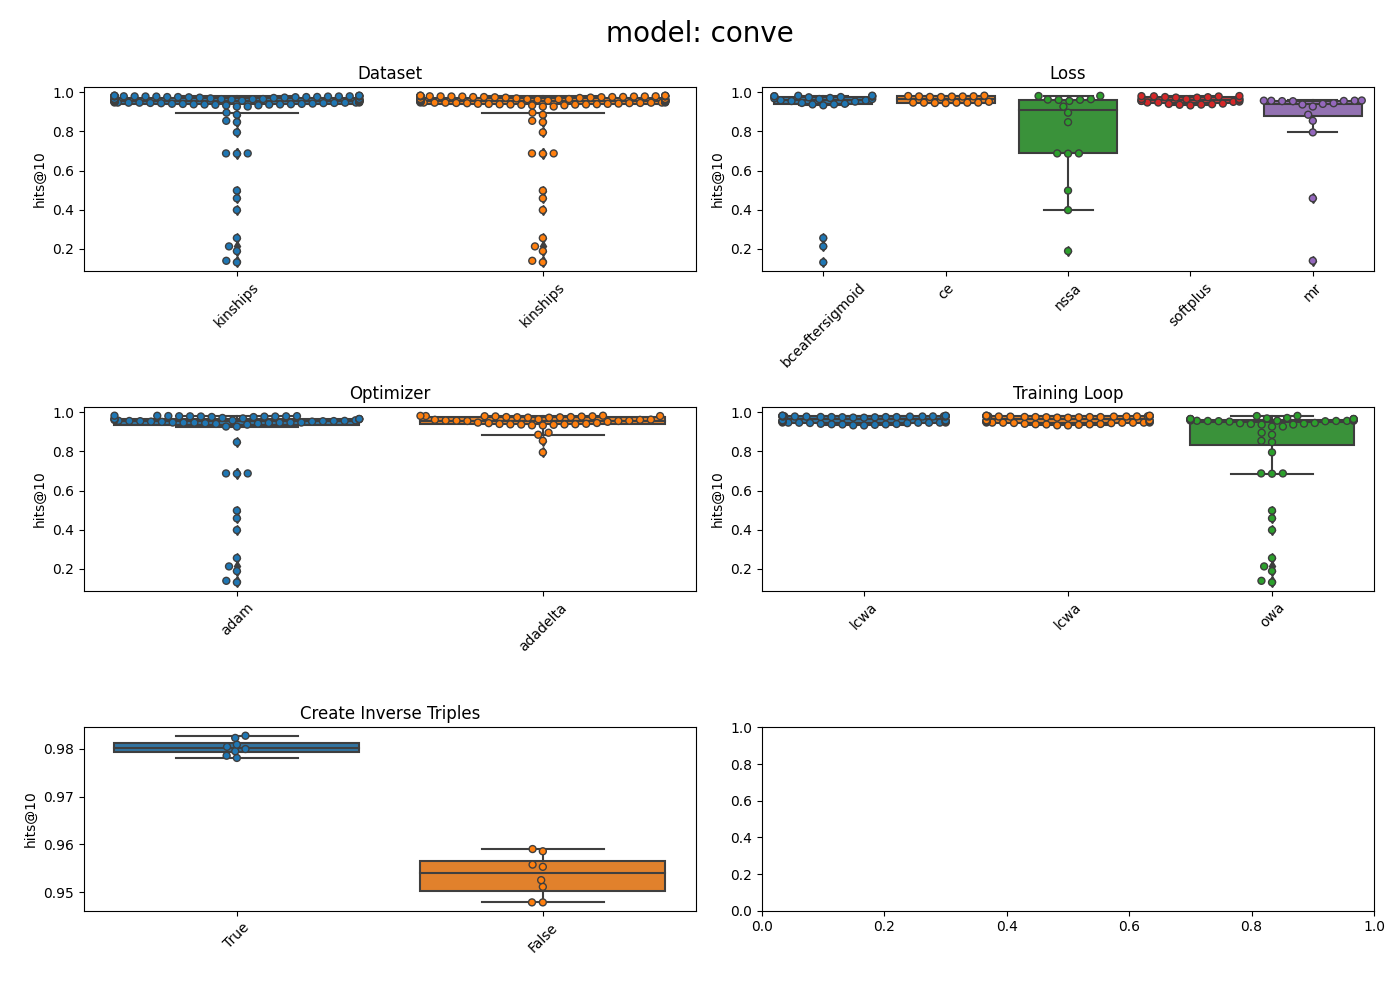 model: conve
Dataset
Loss
hits@10
1.0
0.8
0.6
0.4
0.2
kinships
kinships
hits@10
1.0
0.8
0.6
0.4
0.2
bceaftersigmoid
ce
nssa
softplus
mr
Optimizer
Training Loop
hits@10
1.0
0.8
0.6
0.4
0.2
adam
adadelta
hits@10
1.0
0.8
0.6
0.4
0.2
lcwa
lcwa
owa
Create Inverse Triples
hits@10
0.98
0.97
0.96
0.95
True
False
1.0
0.8
0.6
0.4
0.2
0.0
0.0 0.2 0.4 0.6 0.8 1.0